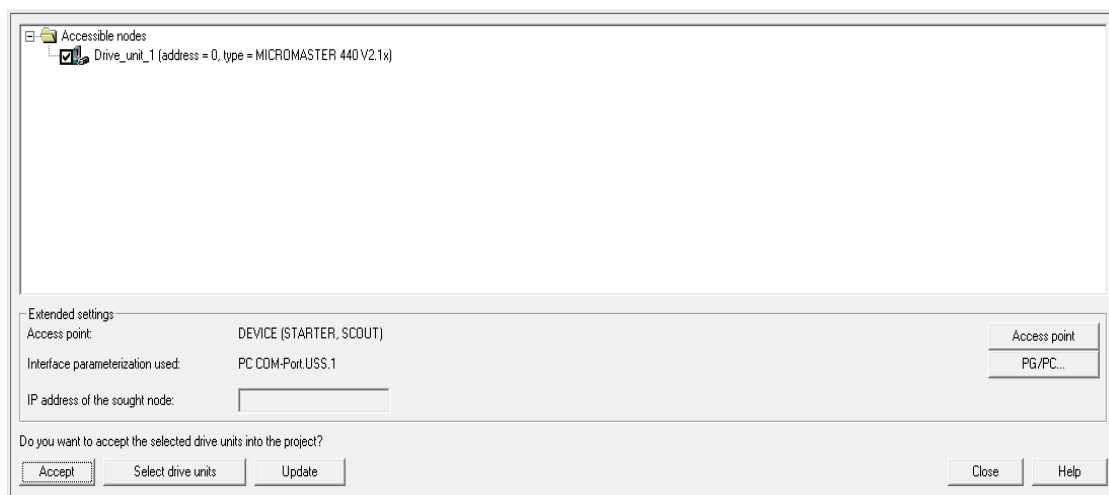 Accessible nodes
Drive_unit_1 (address = 0, type = MICROMASTER 440 V2.1x)
Extended settings
Access point: DEVICE (STARTER, SCOUT) Access point
Interface parameterization used: PC COM-Port.USS.1 PG/PC...
IP address of the sought node:
Do you want to accept the selected drive units into the project?
Accept Select drive units Update Close Help